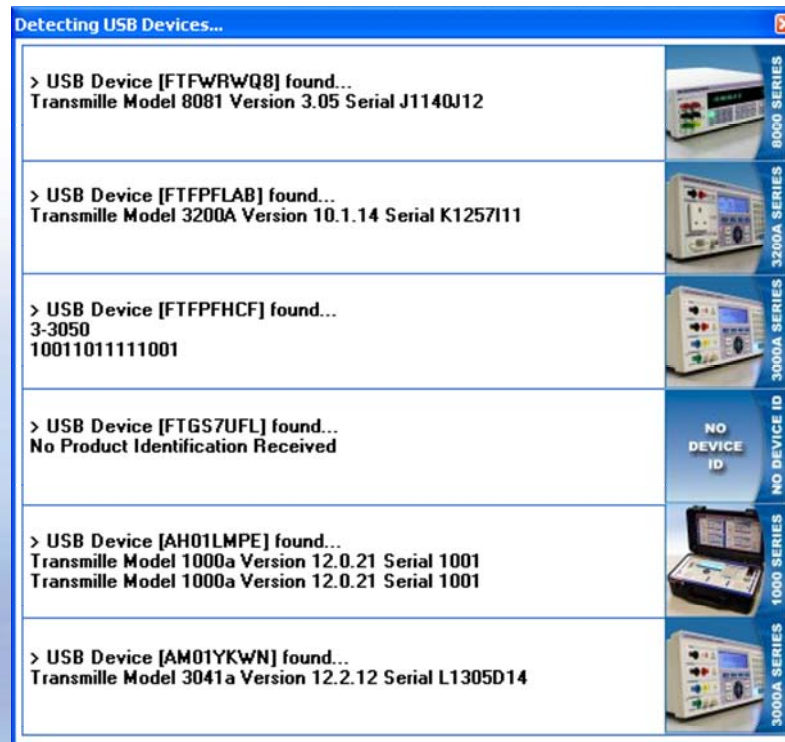 Detecting USB Devices...
> USB Device [FTFWRWQ8] found...
Transmille Model 8081 Version 3.05 Serial J1140J12
8000 SERIES
> USB Device [FTFPFLAB] found...
Transmille Model 3200A Version 10.1.14 Serial K1257I11
3200A SERIES
> USB Device [FTFPFHCF] found...
3-3050
10011011111001
3000A SERIES
> USB Device [FTGS7UFL] found...
No Product Identification Received
NO
DEVICE
ID
NO DEVICE ID
> USB Device [AH01LMPE] found...
Transmille Model 1000a Version 12.0.21 Serial 1001
Transmille Model 1000a Version 12.0.21 Serial 1001
1000 SERIES
> USB Device [AM01YKWN] found...
Transmille Model 3041a Version 12.2.12 Serial L1305D14
3000A SERIES